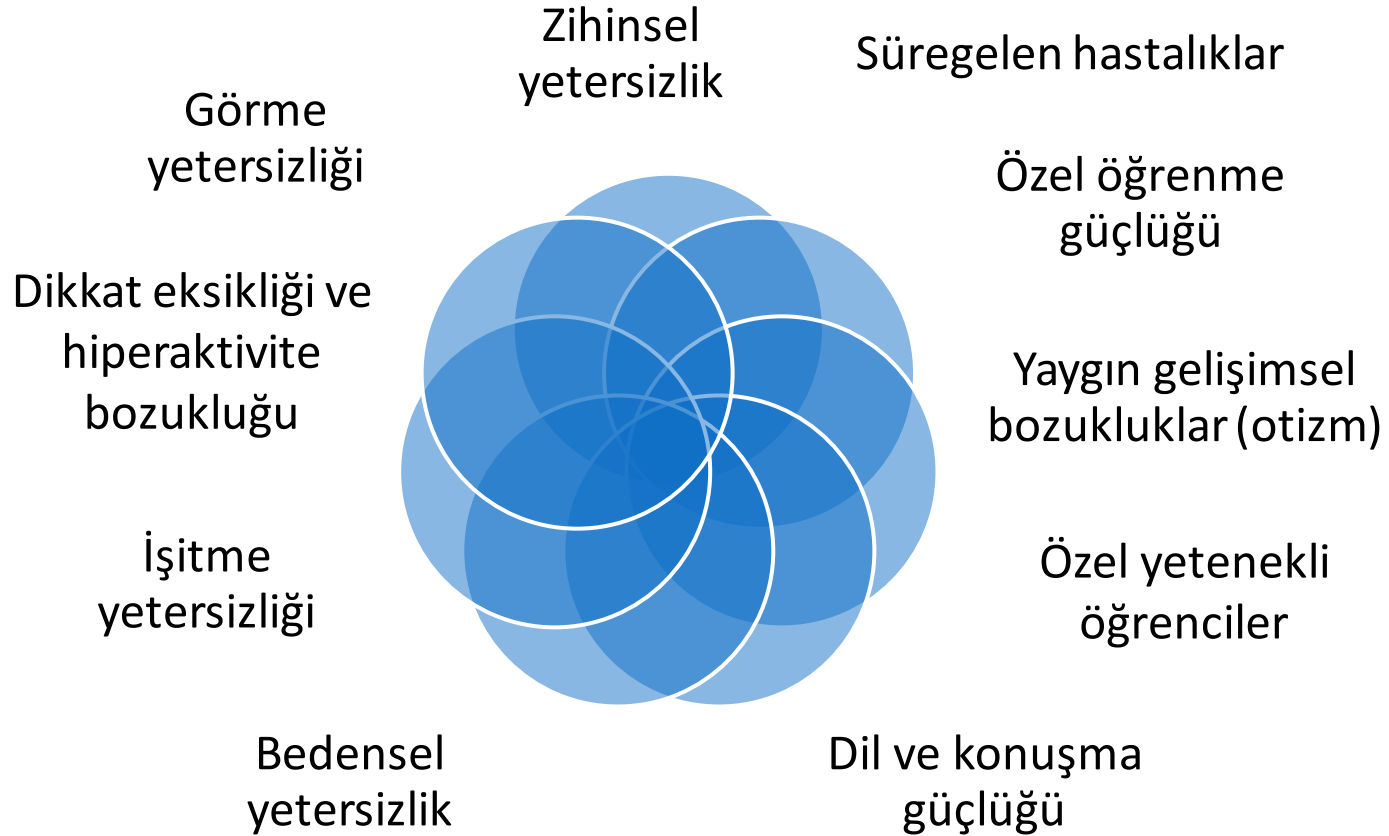 Zihinsel
yetersizlik
Süregelen hastalıklar
Özel öğrenme
güçlüğü
Yaygın gelişimsel
bozukluklar (otizm)
Özel yetenekli
öğrenciler
Dil ve konuşma
güçlüğü
Bedensel
yetersizlik
İşitme
yetersizliği
Dikkat eksikliği ve
hiperaktivite
bozukluğu
Görme
yetersizliği